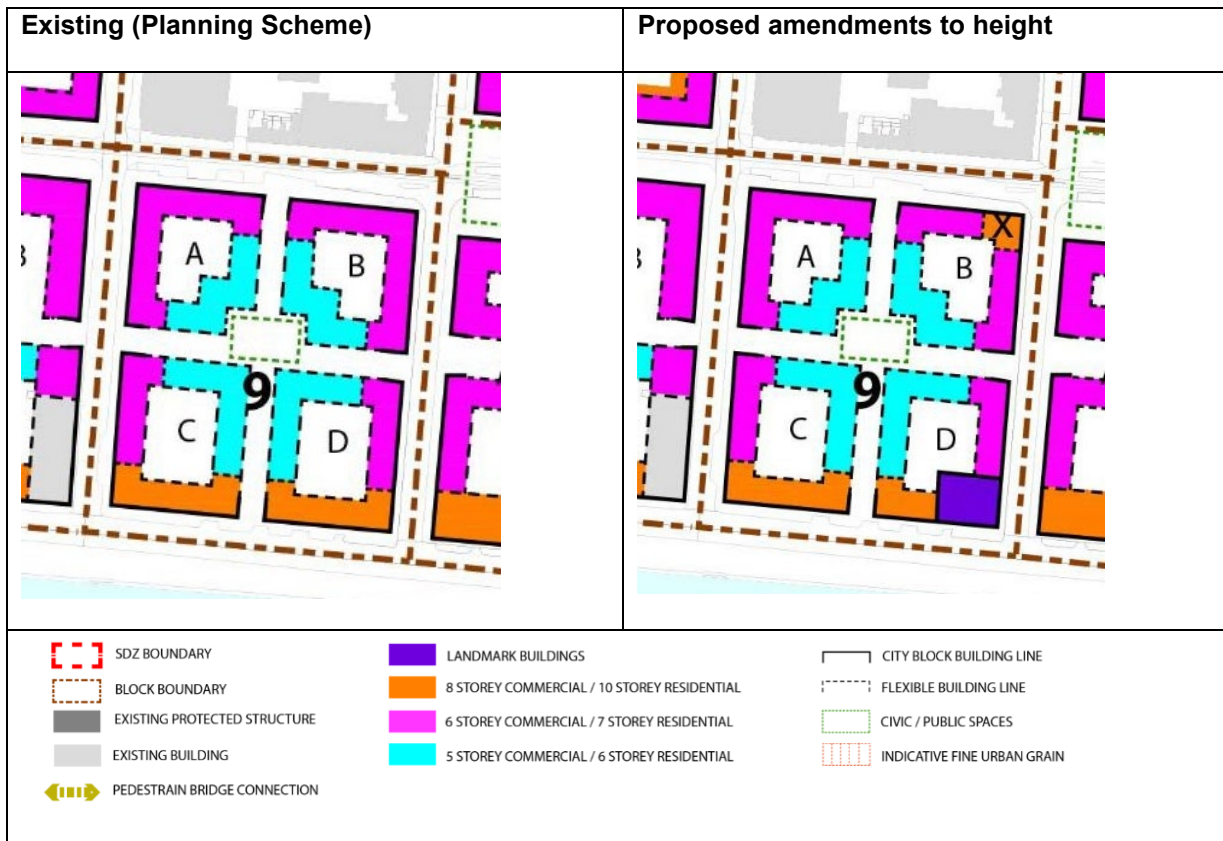 Existing (Planning Scheme)
Proposed amendments to height
A
B
9
C
D
X
A
B
9
C
D
SDZ BOUNDARY
BLOCK BOUNDARY
EXISTING PROTECTED STRUCTURE
EXISTING BUILDING
PEDESTRAIN BRIDGE CONNECTION
LANDMARK BUILDINGS
8 STOREY COMMERCIAL / 10 STOREY RESIDENTIAL
6 STOREY COMMERCIAL / 7 STOREY RESIDENTIAL
5 STOREY COMMERCIAL / 6 STOREY RESIDENTIAL
CITY BLOCK BUILDING LINE
FLEXIBLE BUILDING LINE
CIVIC / PUBLIC SPACES
INDICATIVE FINE URBAN GRAIN